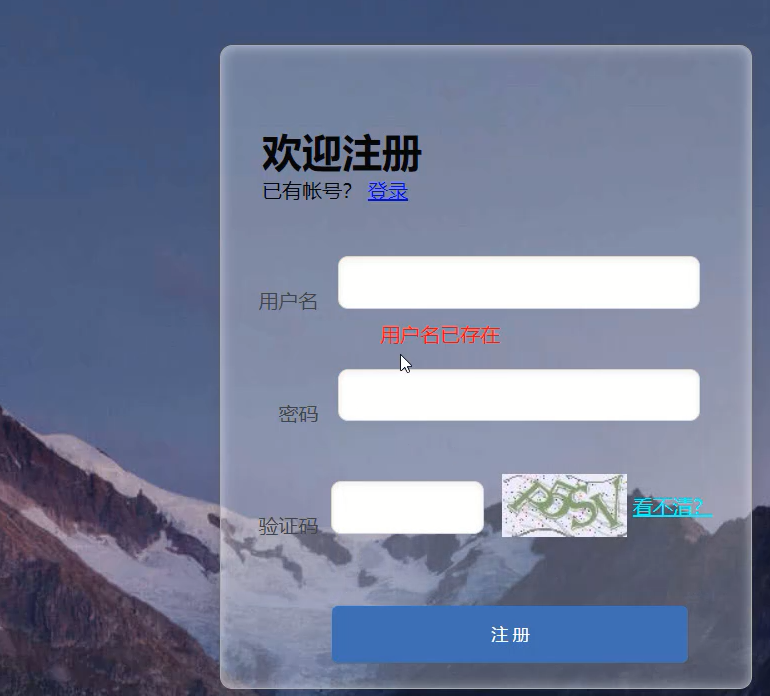 欢迎注册
已有帐号? 登录
用户名
用户名已存在
密码
验证码 看不清?
注册